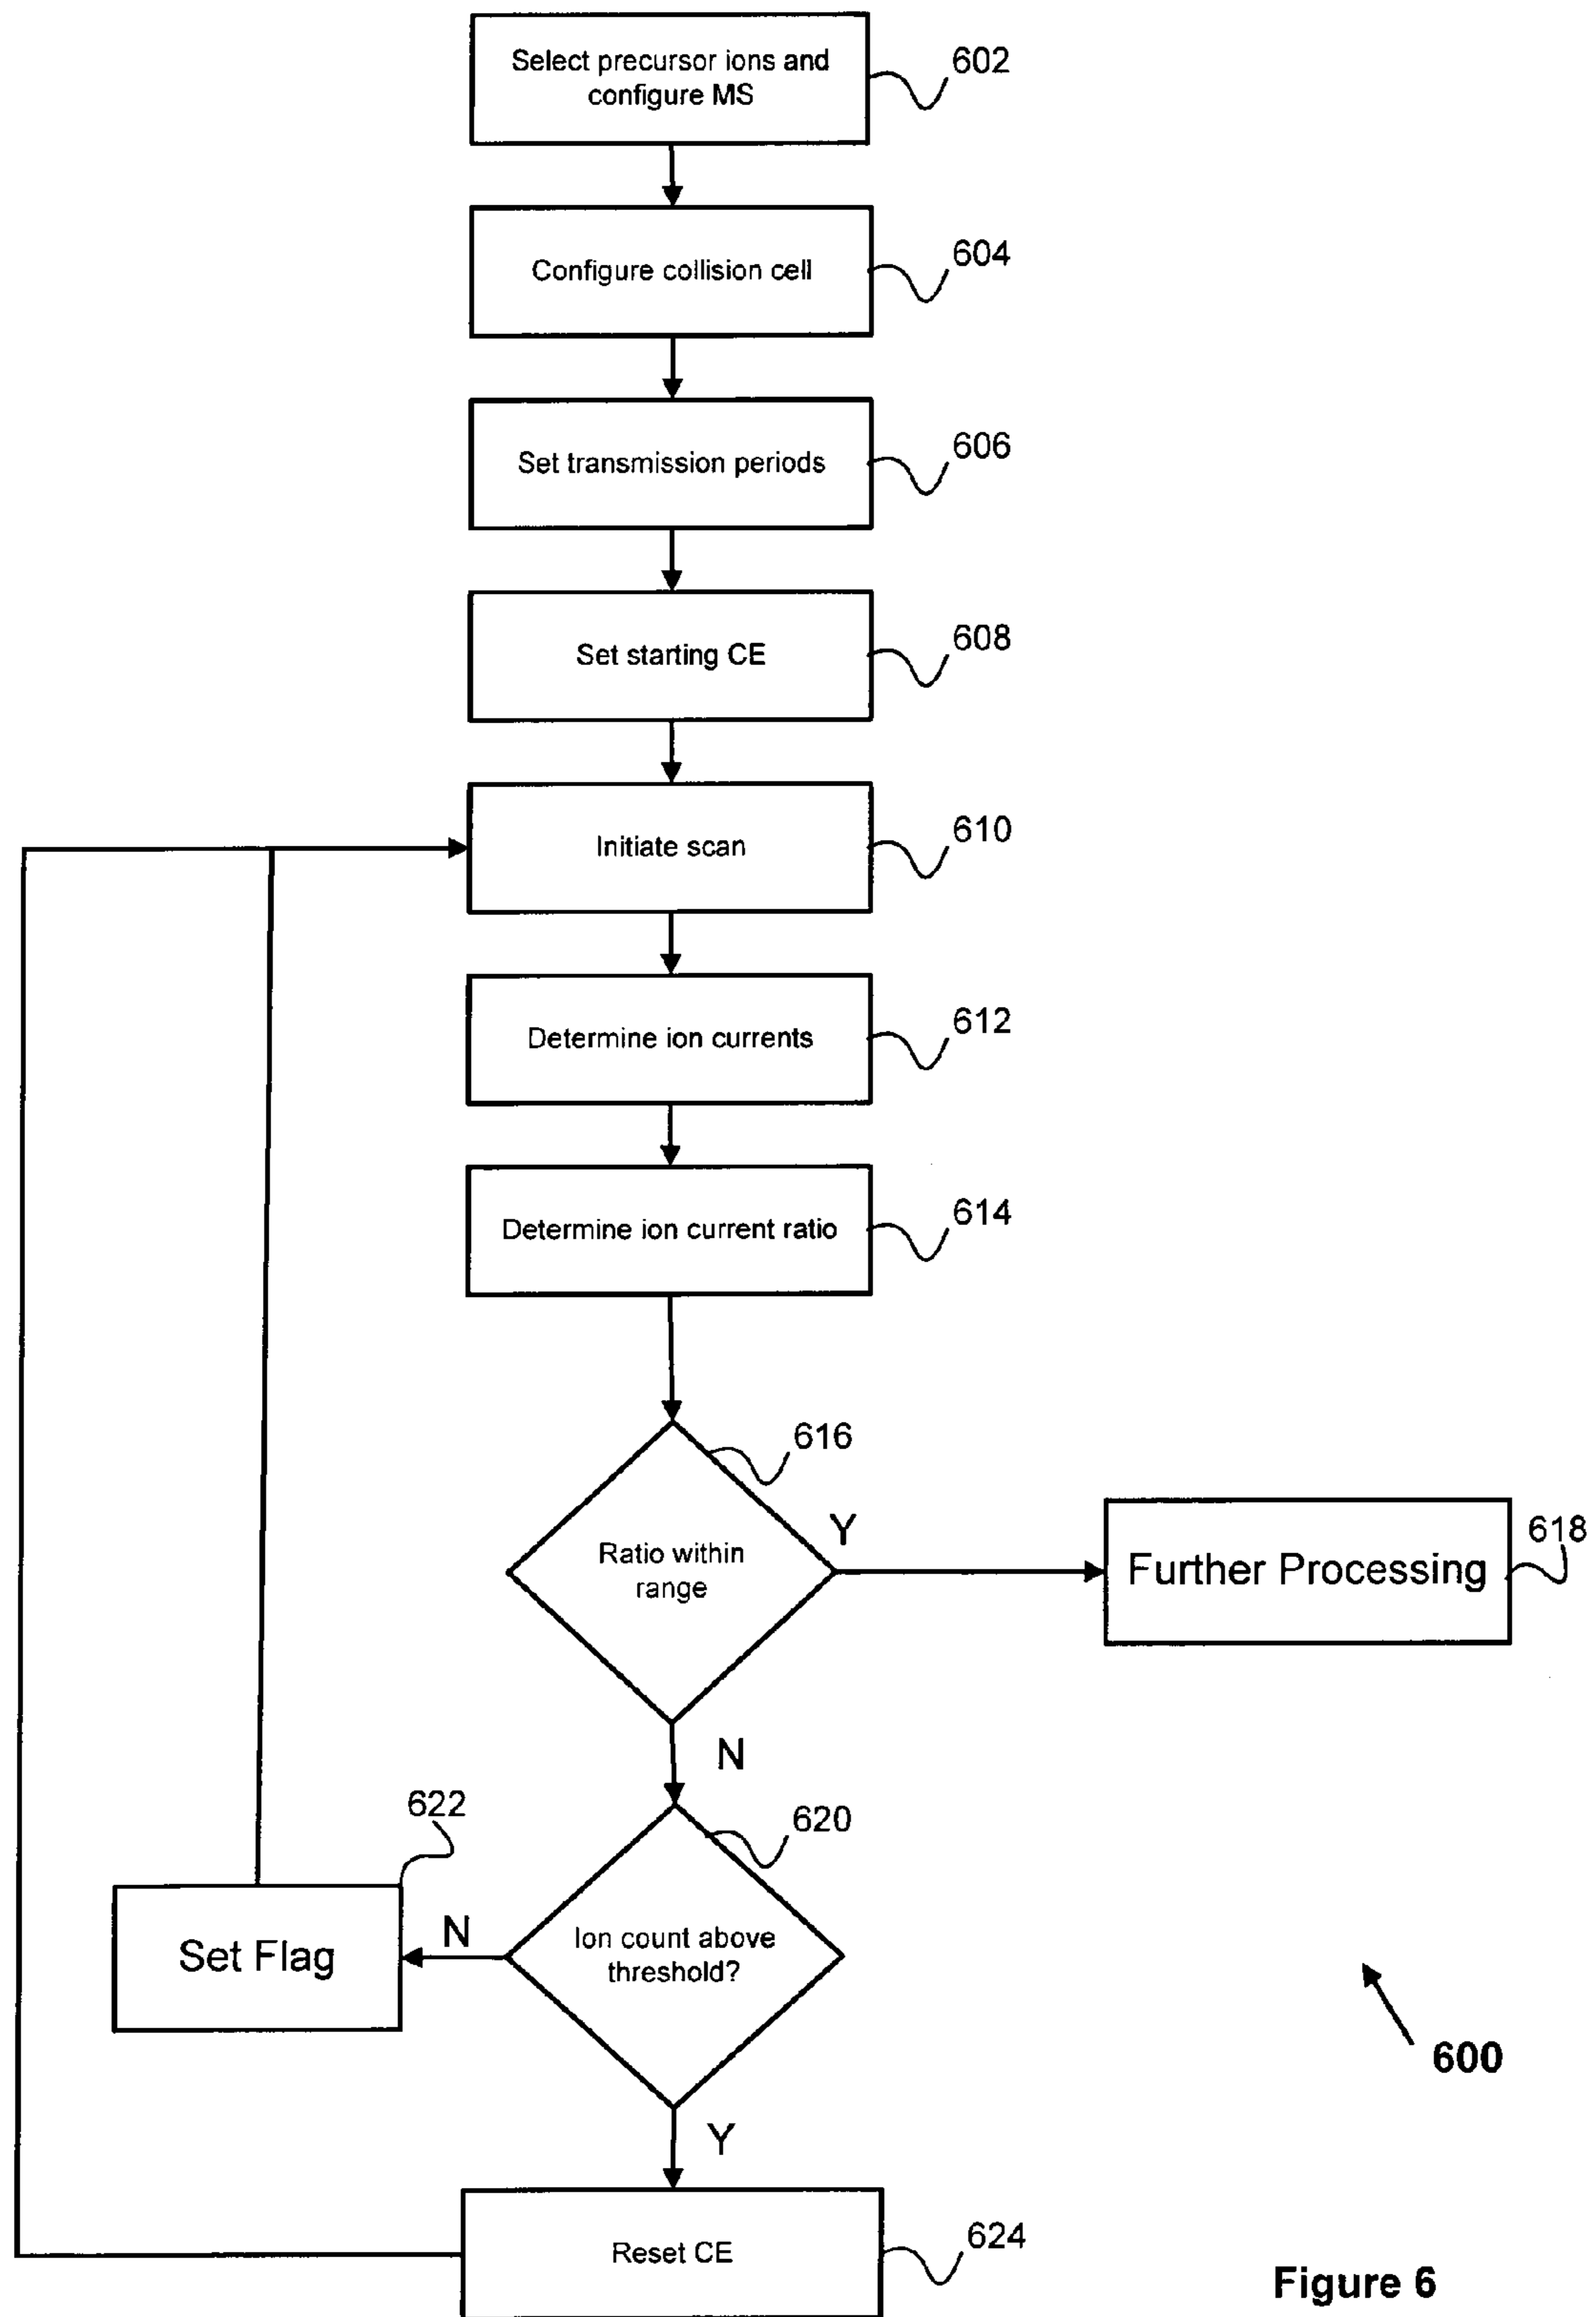 Select precursor ions and
configure MS
602
Configure collision cell
604
Set transmission periods
606
Set starting CE
608
Initiate scan
610
Determine ion currents
612
Determine ion current ratio
614
616
Ratio within
range
Y
Further Processing
618
N
622
620
Set Flag
N
Ion count above
threshold?
600
Y
Reset CE
624
Figure 6